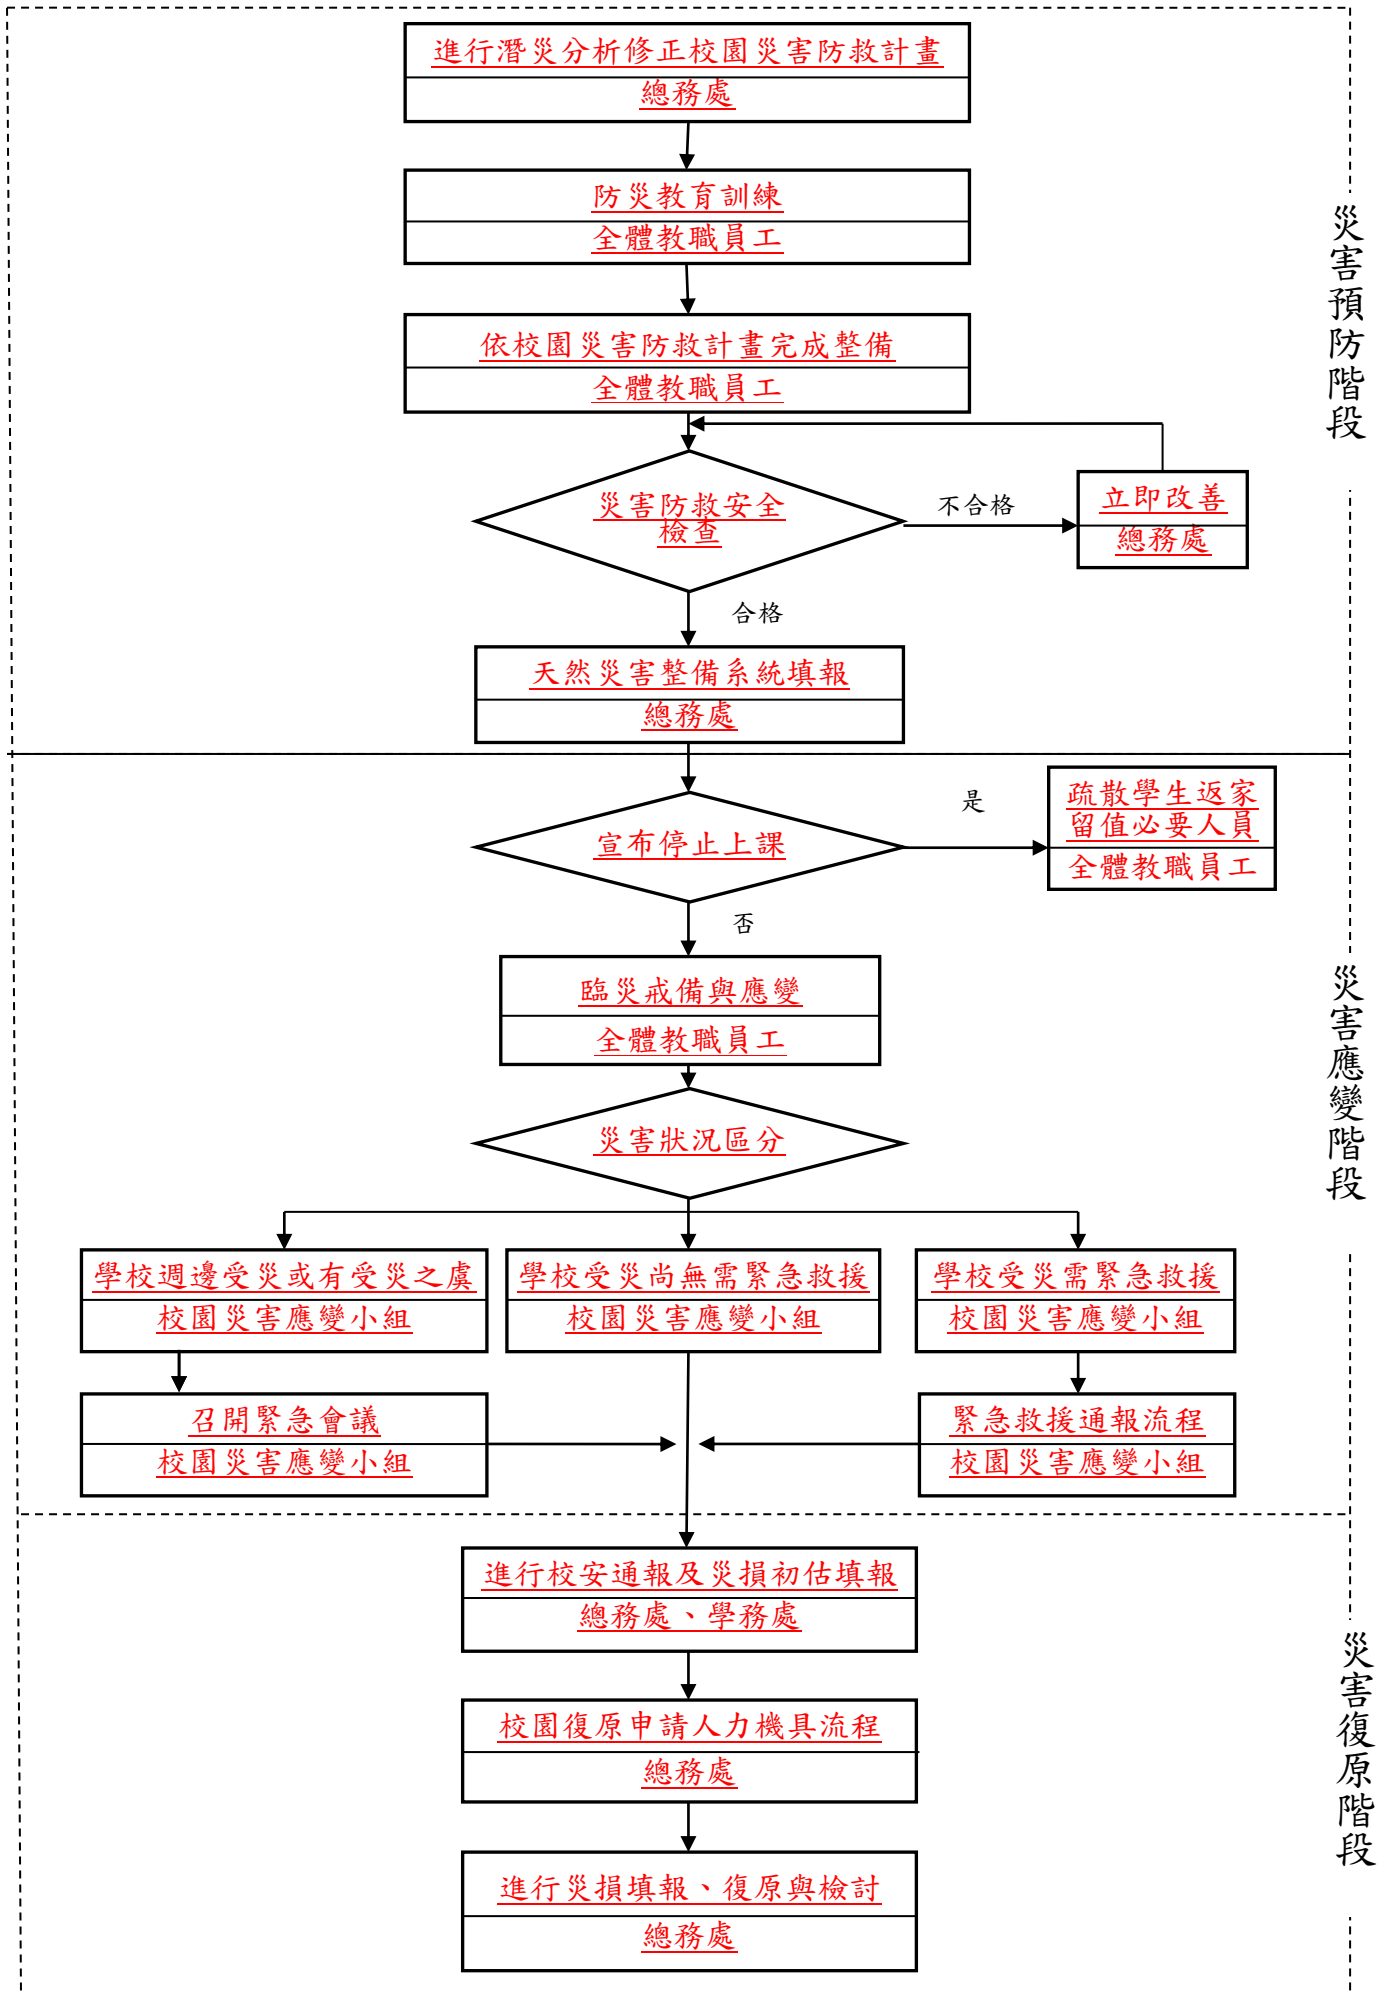 進行潛災分析修正校園災害防救計畫
總務處
防災教育訓練
全體教職員工
依校園災害防救計畫完成整備
全體教職員工
災害防救安全
檢查
不合格
立即改善
總務處
合格
天然災害整備系統填報
總務處
災害預防階段
宣布停止上課
是
疏散學生返家
留值必要人員
全體教職員工
否
臨災戒備與應變
全體教職員工
災害狀況區分
學校週邊受災或有受災之虞
校園災害應變小組
學校受災尚無需緊急救援
校園災害應變小組
學校受災需緊急救援
校園災害應變小組
召開緊急會議
校園災害應變小組
緊急救援通報流程
校園災害應變小組
災害應變階段
進行校安通報及災損初估填報
總務處、學務處
校園復原申請人力機具流程
總務處
進行災損填報、復原與檢討
總務處
災害復原階段